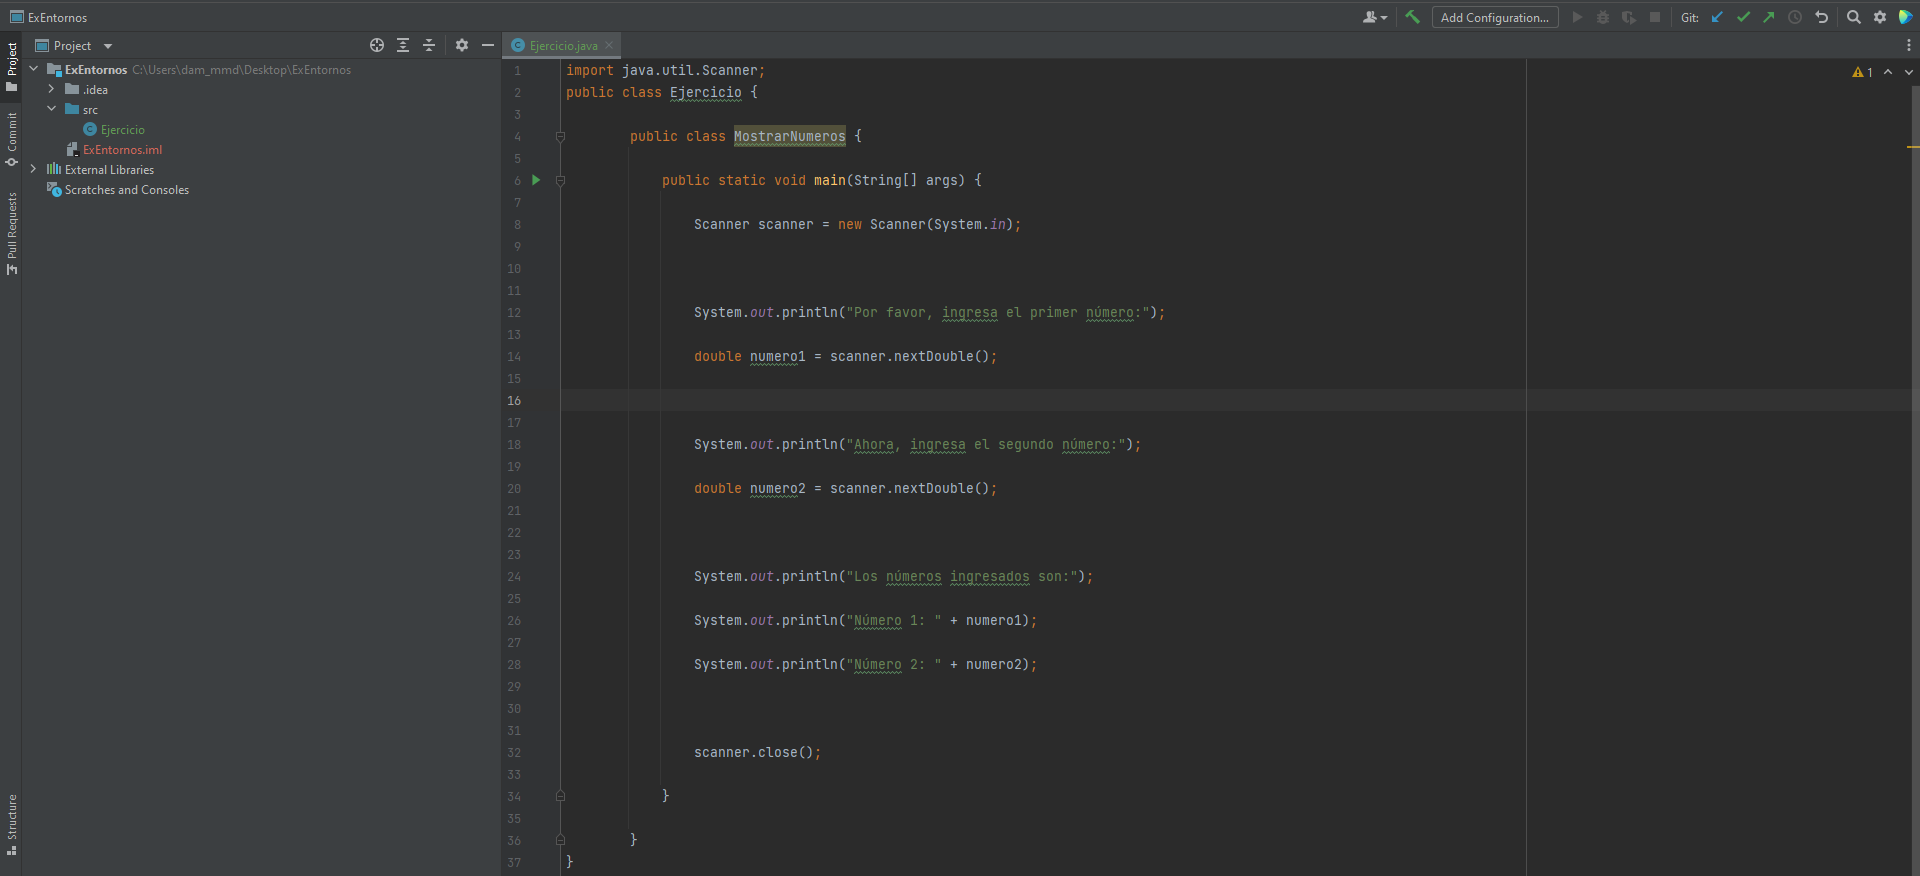 ExEntornos
Add Configuration...
Git:
Project
Project
Commit
Pull Requests
Structure
ExEntornos C:\Users\dam_mmd\Desktop\ExEntornos
.idea
src
Ejercicio
ExEntornos.iml
External Libraries
Scratches and Consoles
Ejercicio.java
1
1 import java.util.Scanner;
2 public class Ejercicio {
3
4 public class MostrarNumeros {
5
6 public static void main(String[] args) {
7
8 Scanner scanner = new Scanner(System.in);
9
10
11
12 System.out.println("Por favor, ingresa el primer número:");
13
14 double numero1 = scanner.nextDouble();
15
16
17
18 System.out.println("Ahora, ingresa el segundo número:");
19
20 double numero2 = scanner.nextDouble();
21
22
23
24 System.out.println("Los números ingresados son:");
25
26 System.out.println("Número 1: " + numero1);
27
28 System.out.println("Número 2: " + numero2);
29
30
31
32 scanner.close();
33
34 }
35
36 }
37 }